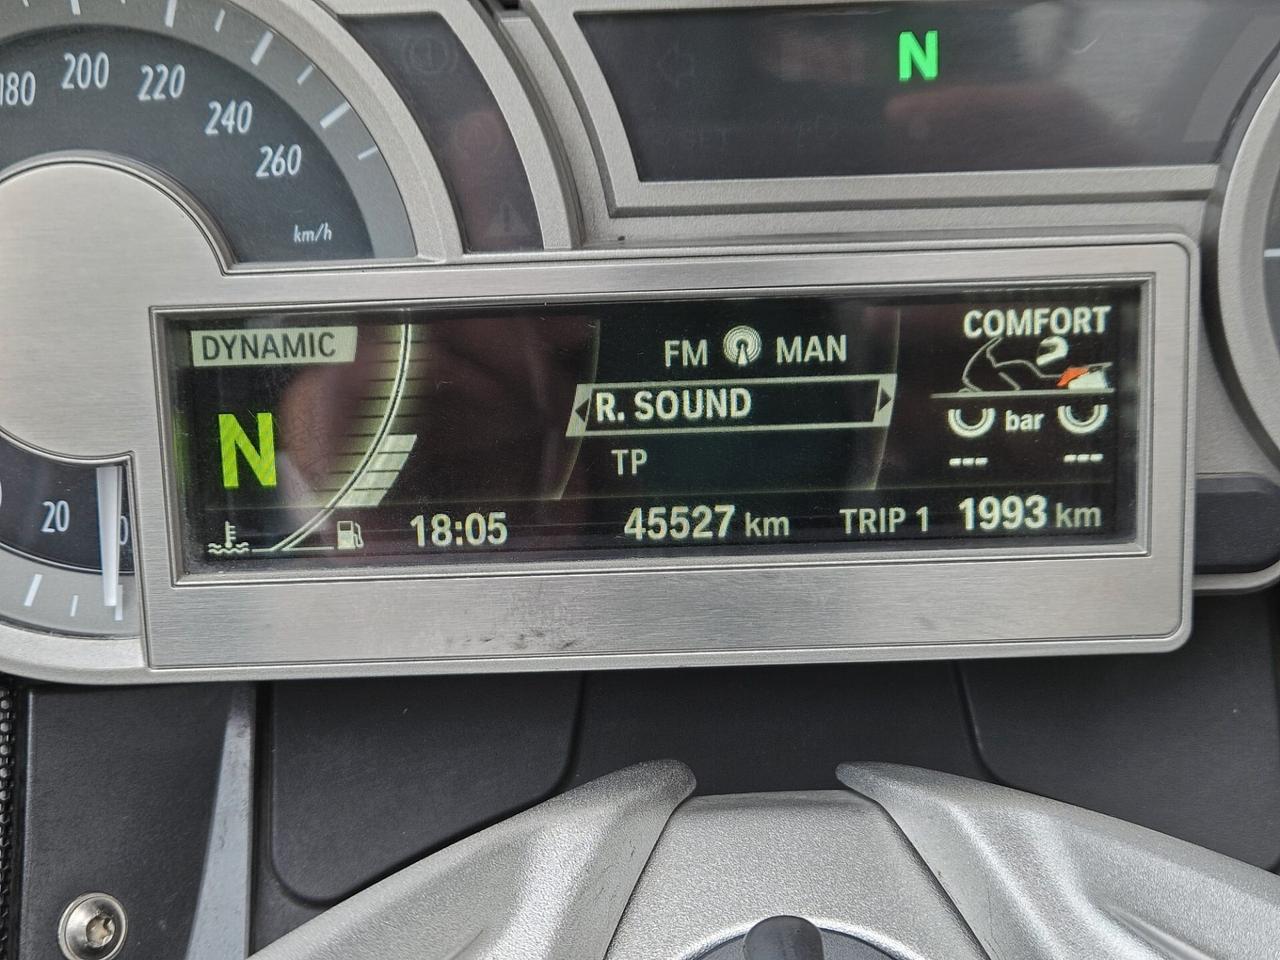 180 200 220 240 260
km/h
N
DYNAMIC
N
FM MAN
R. SOUND
TP
COMFORT
bar
--- ---
20 0
18:05 45527 km TRIP 1 1993 km